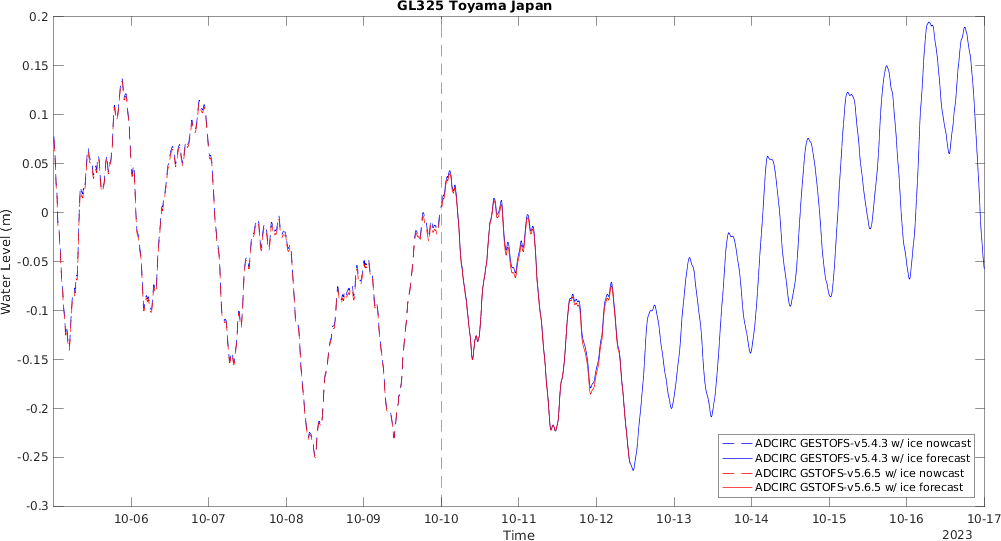 GL325 Toyama Japan
0.2
0.15
0.1
0.05
0
-0.05
-0.1
-0.15
-0.2
-0.25
-0.3
Water Level (m)
ADCIRC GESTOFS-v5.4.3 w/ ice nowcast
ADCIRC GESTOFS-v5.4.3 w/ ice forecast
ADCIRC GSTOFS-v5.6.5 w/ ice nowcast
ADCIRC GSTOFS-v5.6.5 w/ ice forecast
10-06 10-07 10-08 10-09 10-10 10-11 10-12 10-13 10-14 10-15 10-16 10-17
Time
2023